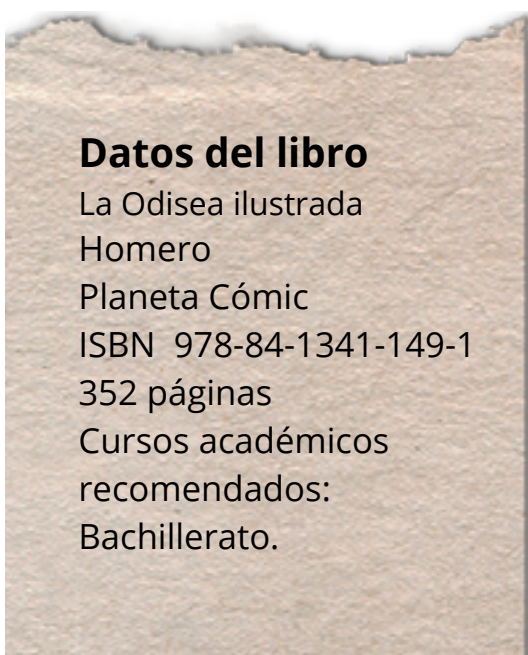 Datos del libro
La Odisea ilustrada
Homero
Planeta Cómic
ISBN  978-84-1341-149-1
352 páginas
Cursos académicos
recomendados:
Bachillerato.